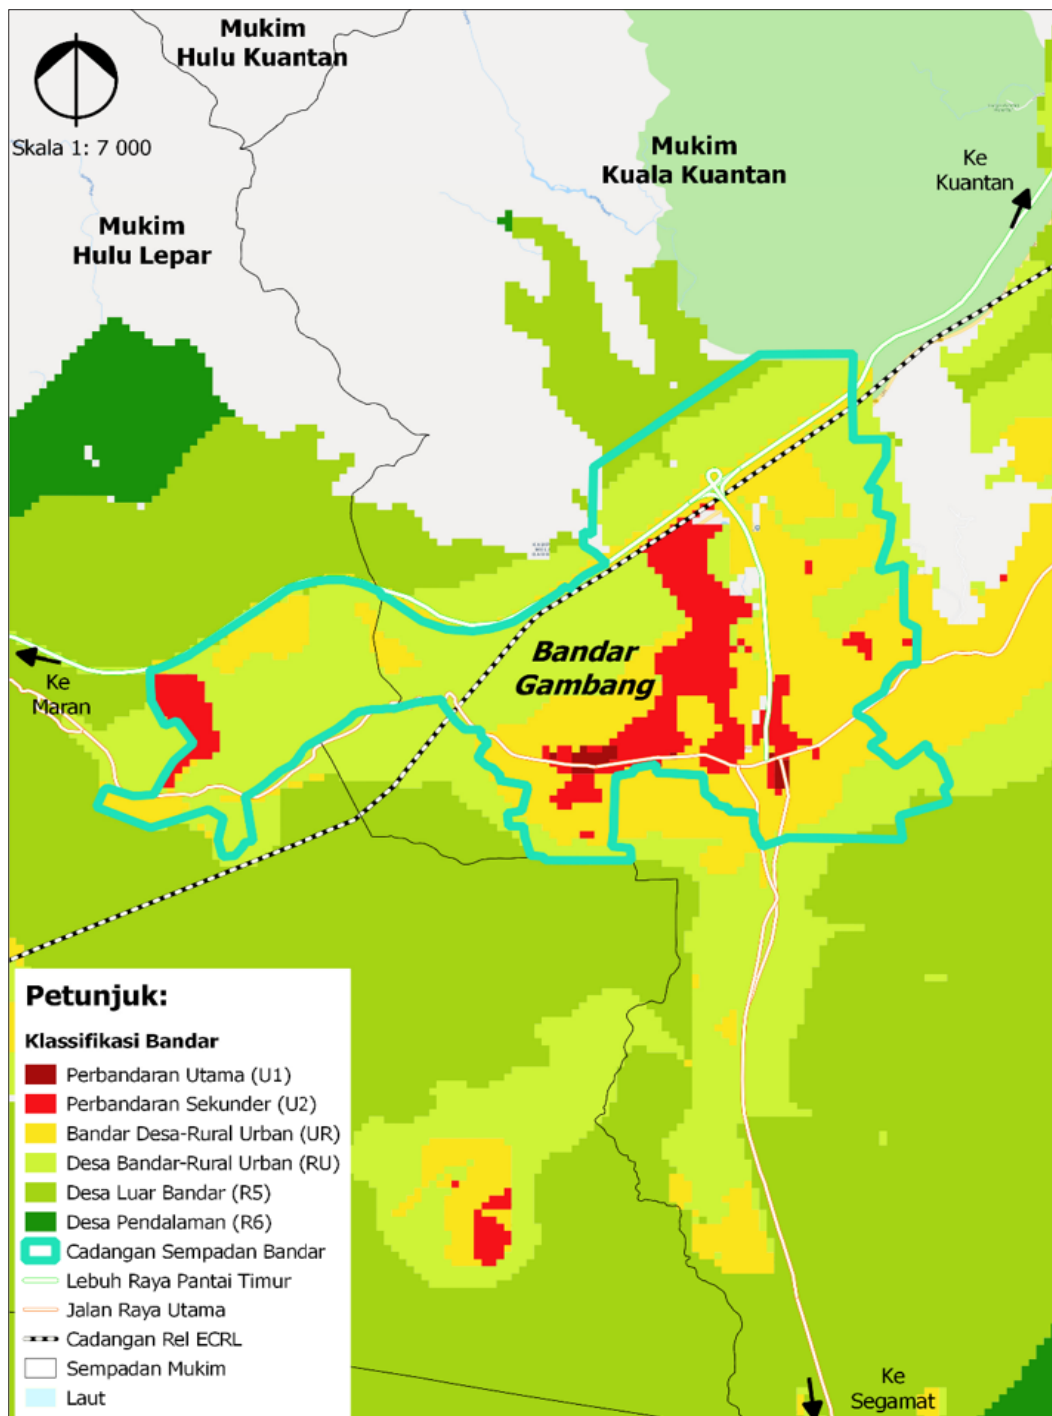 Mukim
Hulu Kuantan
Skala 1: 7 000
Mukim
Kuala Kuantan
Ke
Kuantan
Mukim
Hulu Lepar
Bandar
Gambang
Ke
Maran
Petunjuk:
Klassifikasi Bandar
Perbandaran Utama (U1)
Perbandaran Sekunder (U2)
Bandar Desa-Rural Urban (UR)
Desa Bandar-Rural Urban (RU)
Desa Luar Bandar (R5)
Desa Pendalaman (R6)
Cadangan Sempadan Bandar
Lebuh Raya Pantai Timur
Jalan Raya Utama
Cadangan Rel ECRL
Sempadan Mukim
Laut
Ke
Segamat